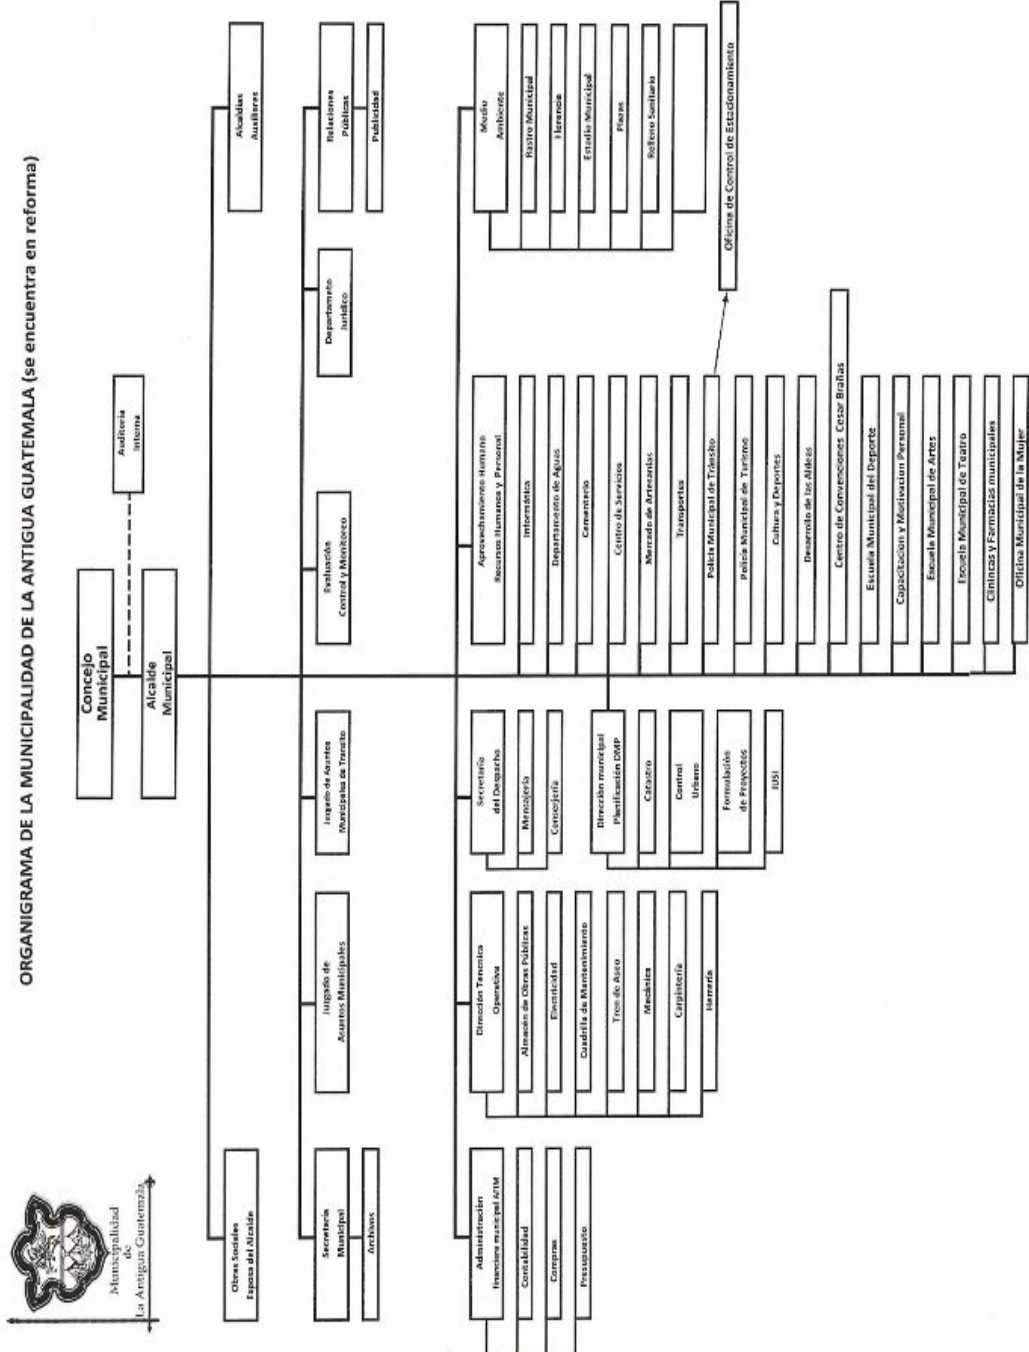 ORGANIGRAMA DE LA MUNICIPALIDAD DE LA ANTIGUA GUATEMALA (se encuentra en reforma)
Municipalidad
de
La Antigua Guatemala
Concejo
Municipal
Auditoria
Interna
Alcalde
Municipal
Obras Sociales
Esposa del Alcalde
Alcaldias
Auxiliares
Secretaria
Municipal
Archivos
Juzgado de
Asuntos Municipales
Juzgado de Asuntos
Municipales de Transito
Evaluación
Control y Monitoreo
Departameto
Juridico
Relaciones
Públicas
Publicidad
Administración
financiera municipal AFIM
Contabilidad
Compras
Presupuesto
Dirección Tencnica
Operativa
Almacén de Obras Públicas
Electricidad
Cuadrilla de Mantenimiento
Tren de Aseo
Mecánica
Carpintería
Herrería
Secretaría
del Despacho
Mensajería
Conserjería
Dirección municipal
Planificación DMP
Catastro
Control
Urbano
Formulación
de Proyectos
IUSI
Aprovechamiento Humano
Recursos Humanos y Personal
Informática
Departamento de Aguas
Cementerio
Centro de Servicios
Mercado de Artesanías
Transportes
Policía Municipal de Tránsito
Policía Municipal de Turismo
Cultura y Deportes
Desarrollo de las Aldeas
Centro de Convenciones Cesar Brañas
Escuela Municipal del Deporte
Capacitacion y Motivacion Personal
Escuela Municipal de Artes
Escuela Municipal de Teatro
Clinincas y Farmacias municipales
Oficina Municipal de la Mujer
Medio
Ambiente
Rastro Municipal
Florencia
Estadio Municipal
Plazas
Relleno Sanitario
Oficina de Control de Estacionamiento